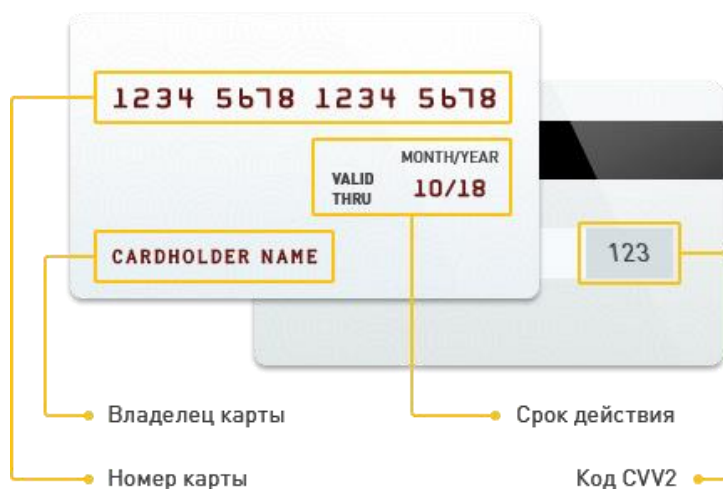 1234 5678 1234 5678
MONTH/YEAR
VALID THRU 10/18
CARDHOLDER NAME
123
Владелец карты
Срок действия
Номер карты
Код CVV2